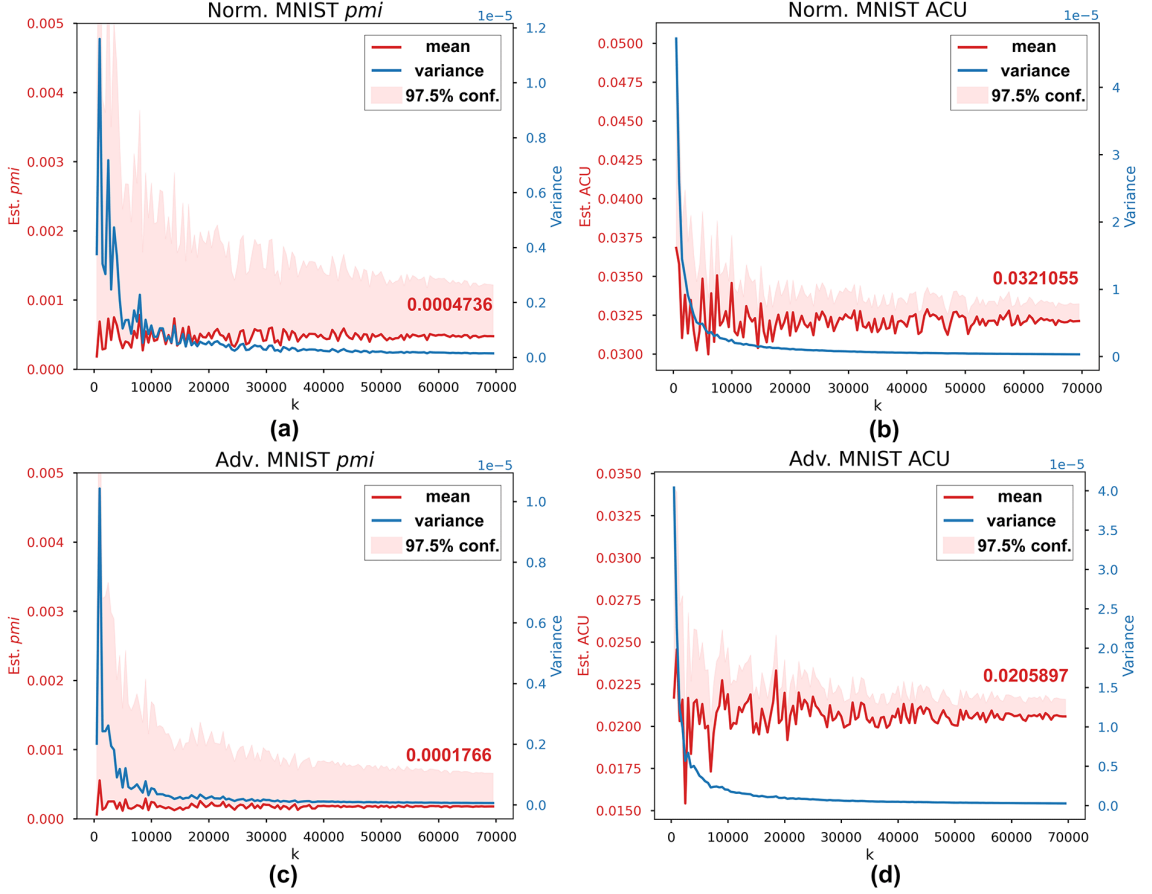 Norm. MNIST pmi
1e−5
Est. pmi
0.005
0.004
0.003
0.002
0.001
0.000
mean
variance
97.5% conf.
0.0004736
1.2
1.0
0.8
0.6
0.4
0.2
0.0
Variance
0 10000 20000 30000 40000 50000 60000 70000
k
(a)
Norm. MNIST ACU
1e−5
Est. ACU
0.0500
0.0475
0.0450
0.0425
0.0400
0.0375
0.0350
0.0325
0.0300
mean
variance
97.5% conf.
0.0321055
4
3
2
1
0
Variance
0 10000 20000 30000 40000 50000 60000 70000
k
(b)
Adv. MNIST pmi
1e−5
Est. pmi
0.005
0.004
0.003
0.002
0.001
0.000
mean
variance
97.5% conf.
0.0001766
1.0
0.8
0.6
0.4
0.2
0.0
Variance
0 10000 20000 30000 40000 50000 60000 70000
k
(c)
Adv. MNIST ACU
1e−5
Est. ACU
0.0350
0.0325
0.0300
0.0275
0.0250
0.0225
0.0200
0.0175
0.0150
mean
variance
97.5% conf.
0.0205897
4.0
3.5
3.0
2.5
2.0
1.5
1.0
0.5
0.0
Variance
0 10000 20000 30000 40000 50000 60000 70000
k
(d)